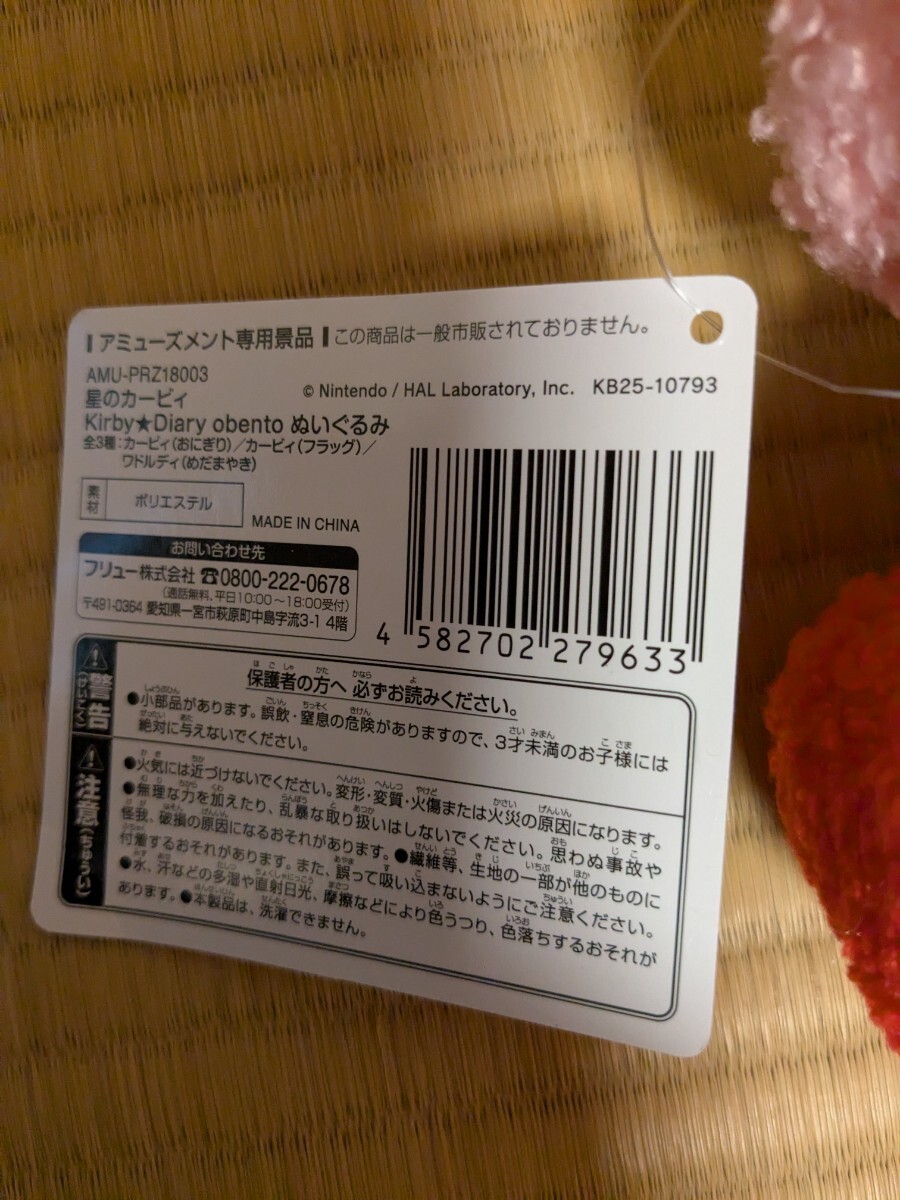 アミューズメント専用景品 この商品は一般市販されておりません。
AMU-PRZ18003
© Nintendo / HAL Laboratory, Inc. KB25-10793
星のカービィ
Kirby★Diary obento ぬいぐるみ
全3種:カービィ(おにぎり)/カービィ(フラッグ)/
ワドルディ(めだまやき)
素材 ポリエステル
MADE IN CHINA
お問い合わせ先
フリュー株式会社 ☎0800-222-0678
(通話無料、平日10:00~18:00受付)
〒491-0364 愛知県一宮市萩原町中島字流3-1 4階
4 582702 279633
警告(けいこく)
保護者の方へ 必ずお読みください。
●小部品があります。誤飲・窒息の危険がありますので、3才未満のお子様には
絶対に与えないでください。
注意(ちゅうい)
●火気には近づけないでください。変形・変質・火傷または火災の原因になります。
●無理な力を加えたり、乱暴な取り扱いはしないでください。思わぬ事故や
怪我、破損の原因になるおそれがあります。●繊維等、生地の一部が他のものに
付着するおそれがあります。また、誤って吸い込まないようにご注意ください。
●水、汗などの多湿や直射日光、摩擦などにより色うつり、色落ちするおそれが
あります。●本製品は、洗濯できません。